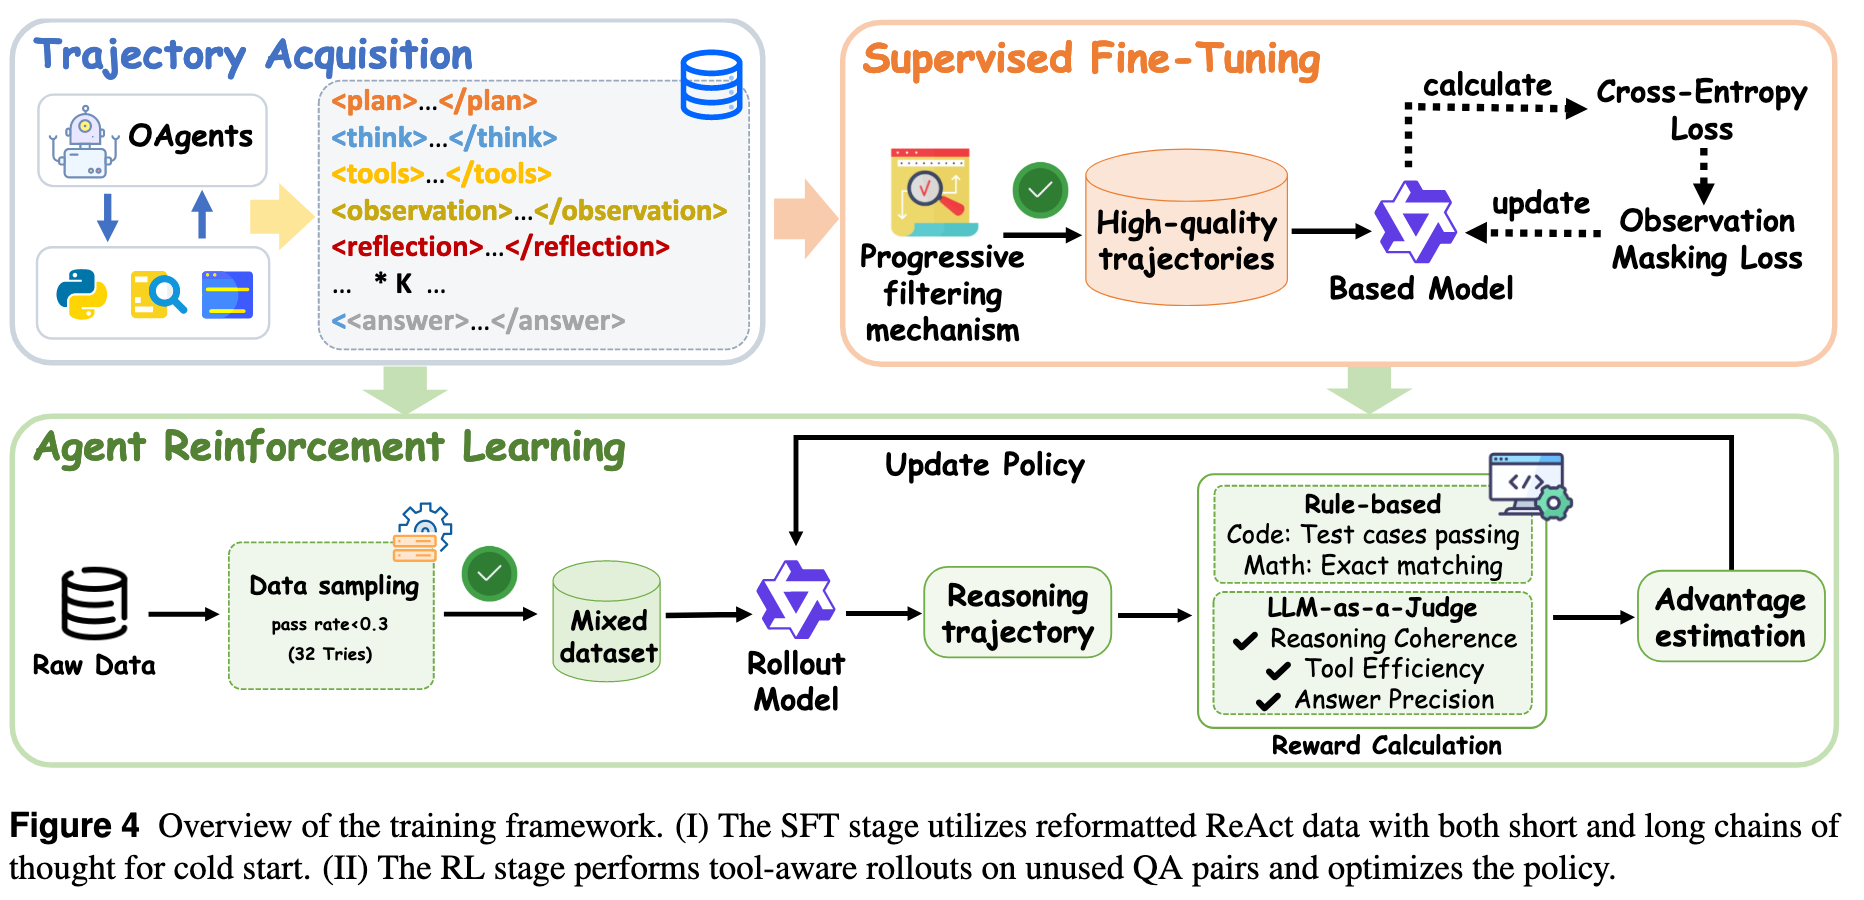 Trajectory Acquisition
OAgents
<plan>...</plan>
<think>...</think>
<tools>...</tools>
<observation>...</observation>
<reflection>...</reflection>
... * K ...
<<answer>...</answer>
Supervised Fine-Tuning
Progressive
filtering
mechanism
High-quality
trajectories
Based Model
calculate
Cross-Entropy
Loss
update
Observation
Masking Loss
Agent Reinforcement Learning
Raw Data
Data sampling
pass rate<0.3
(32 Tries)
Mixed
dataset
Update Policy
Rollout
Model
Reasoning
trajectory
Rule-based
Code: Test cases passing
Math: Exact matching
LLM-as-a-Judge
✔ Reasoning Coherence
✔ Tool Efficiency
✔ Answer Precision
Reward Calculation
Advantage
estimation
Figure 4 Overview of the training framework. (I) The SFT stage utilizes reformatted ReAct data with both short and long chains of
thought for cold start. (II) The RL stage performs tool-aware rollouts on unused QA pairs and optimizes the policy.